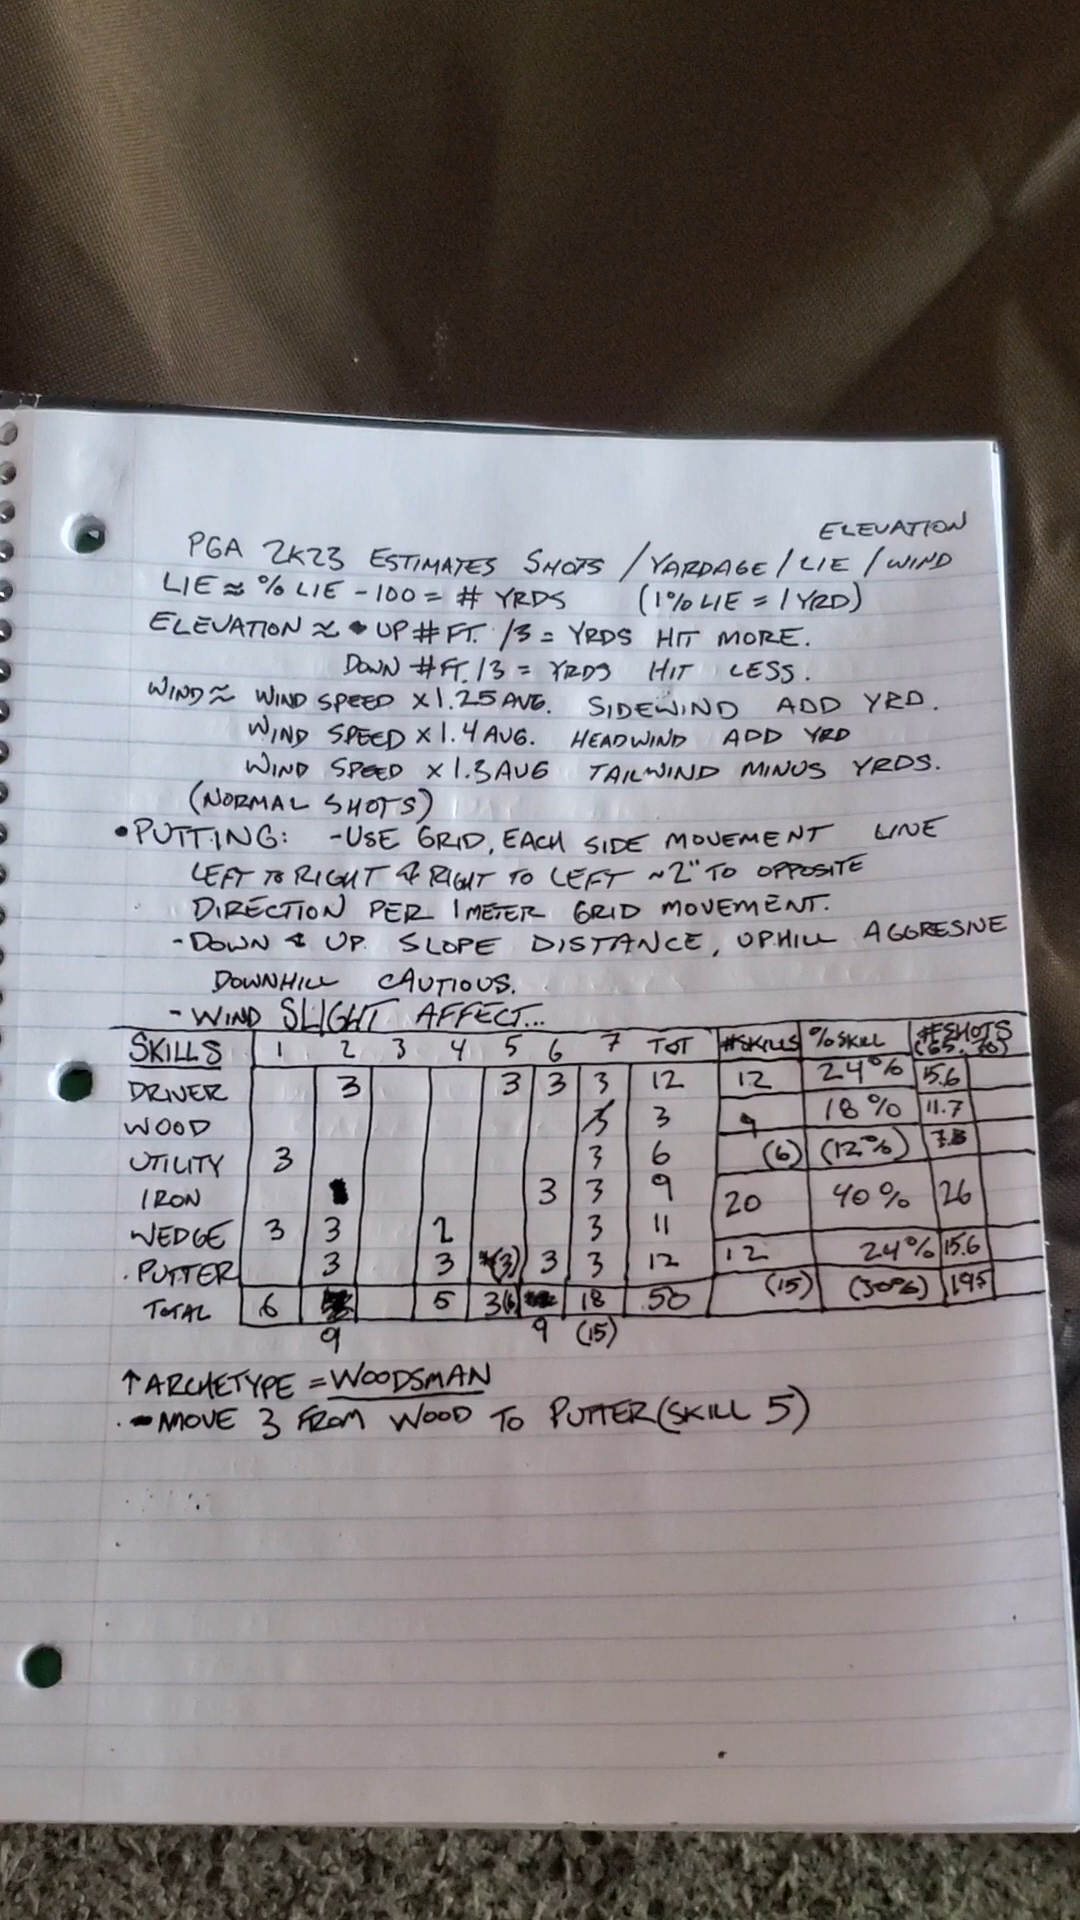 ELEVATION
PGA 2K23 ESTIMATES SHOTS / YARDAGE / LIE / WIND
LIE ≈ % LIE - 100 = # YRDS (1% LIE = 1 YRD)
ELEVATION ≈ UP # FT. /3 = YRDS HIT MORE.
DOWN # FT. /3 = YRDS HIT LESS.
WIND ≈ WIND SPEED X 1.25 AVG. SIDEWIND ADD YRD.
WIND SPEED X 1.4 AVG. HEADWIND ADD YRD
WIND SPEED X 1.3 AVG TAILWIND MINUS YRDS.
(NORMAL SHOTS)
• PUTTING: - USE GRID, EACH SIDE MOVEMENT LINE
LEFT TO RIGHT & RIGHT TO LEFT ~2" TO OPPOSITE
DIRECTION PER 1 METER GRID MOVEMENT.
- DOWN & UP SLOPE DISTANCE, UPHILL AGGRESIVE
DOWNHILL CAUTIOUS.
- WIND SLIGHT AFFECT...
SKILLS 1 2 3 4 5 6 7 TOT #SKILLS % SKILL #SHOTS
DRIVER 3 3 3 3 12 12 24% 15.6
WOOD 3 3 9 18% 11.7
UTILITY 3 3 6 (6) (12%) 7.8
IRON 3 3 9 20 40% 26
WEDGE 3 3 2 3 11
PUTTER 3 3 (3) 3 3 12 12 24% 15.6
TOTAL 6 5 3 18 50 (15) (30%)
9 9 (15)
↑ ARCHETYPE = WOODSMAN
- MOVE 3 FROM WOOD TO PUTTER (SKILL 5)